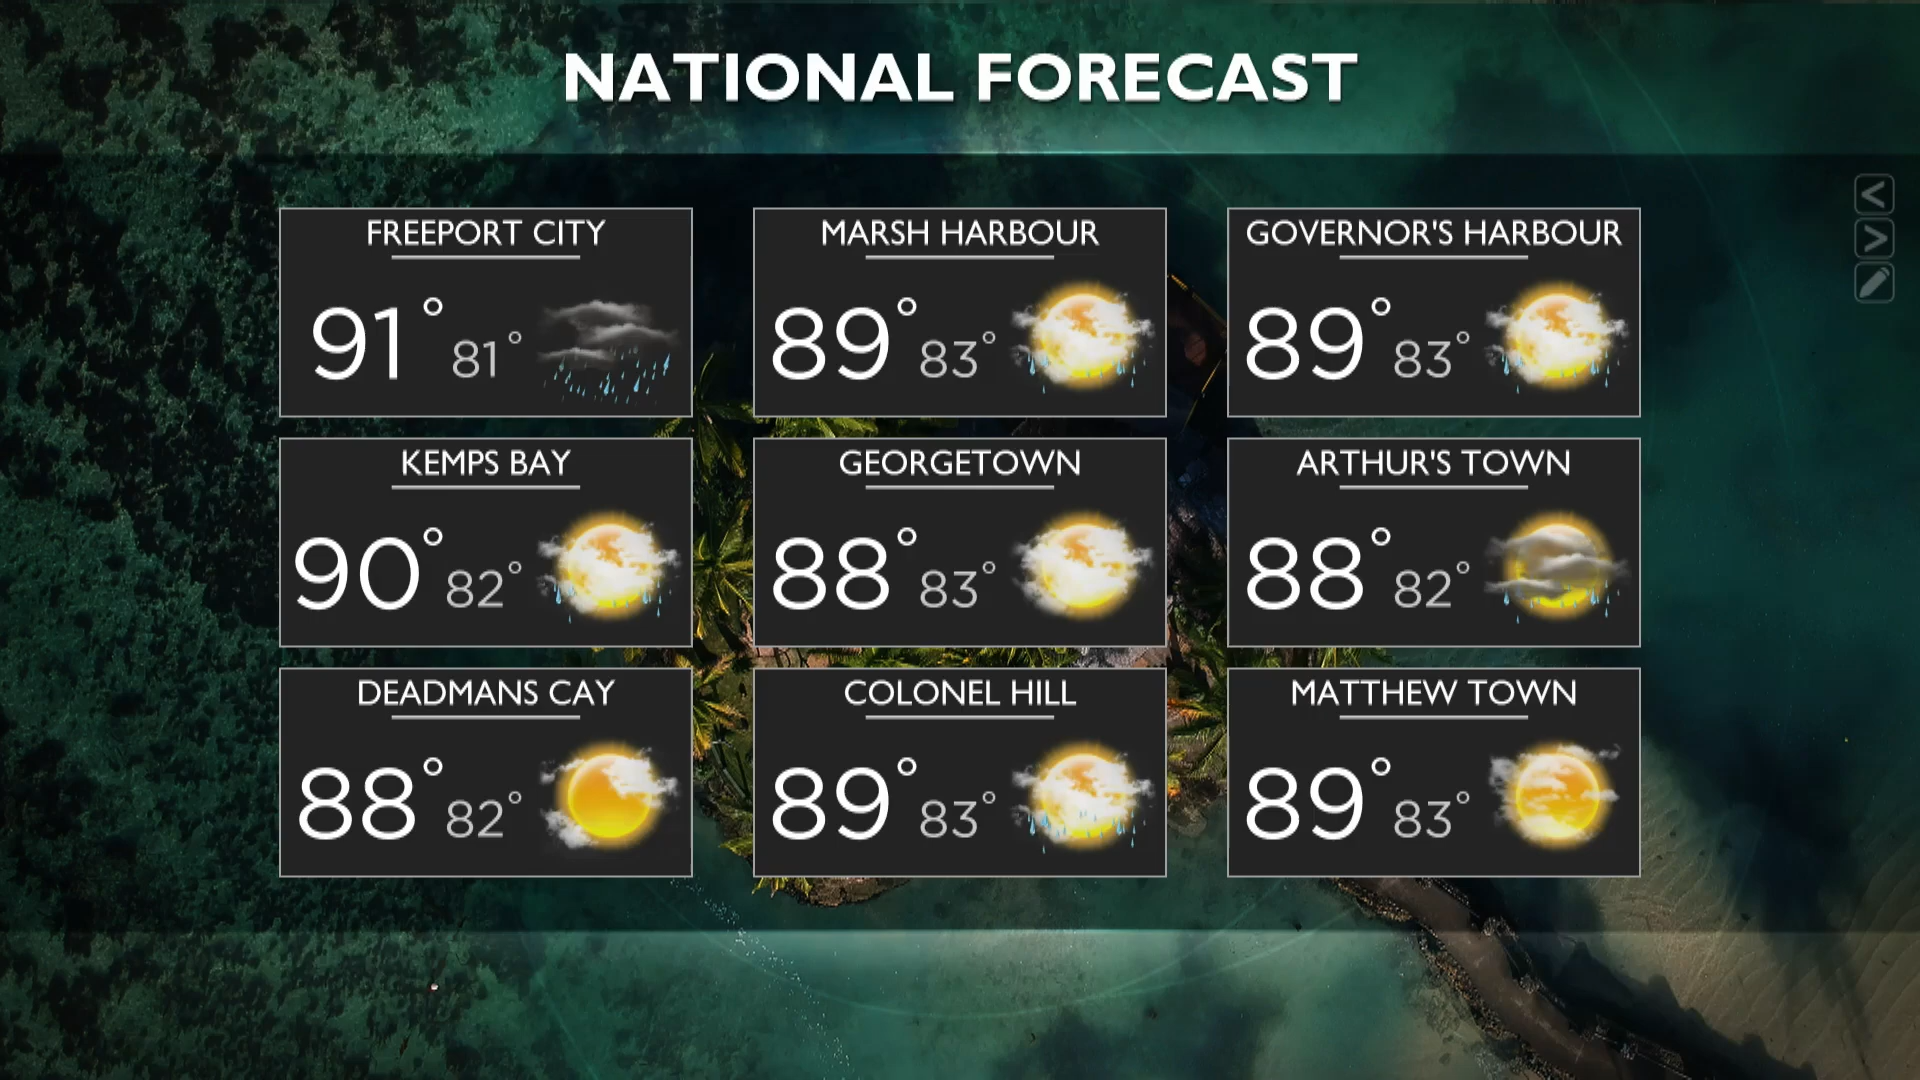 NATIONAL FORECAST
FREEPORT CITY
91° 81°
MARSH HARBOUR
89° 83°
GOVERNOR'S HARBOUR
89° 83°
KEMPS BAY
90° 82°
GEORGETOWN
88° 83°
ARTHUR'S TOWN
88° 82°
DEADMANS CAY
88° 82°
COLONEL HILL
89° 83°
MATTHEW TOWN
89° 83°